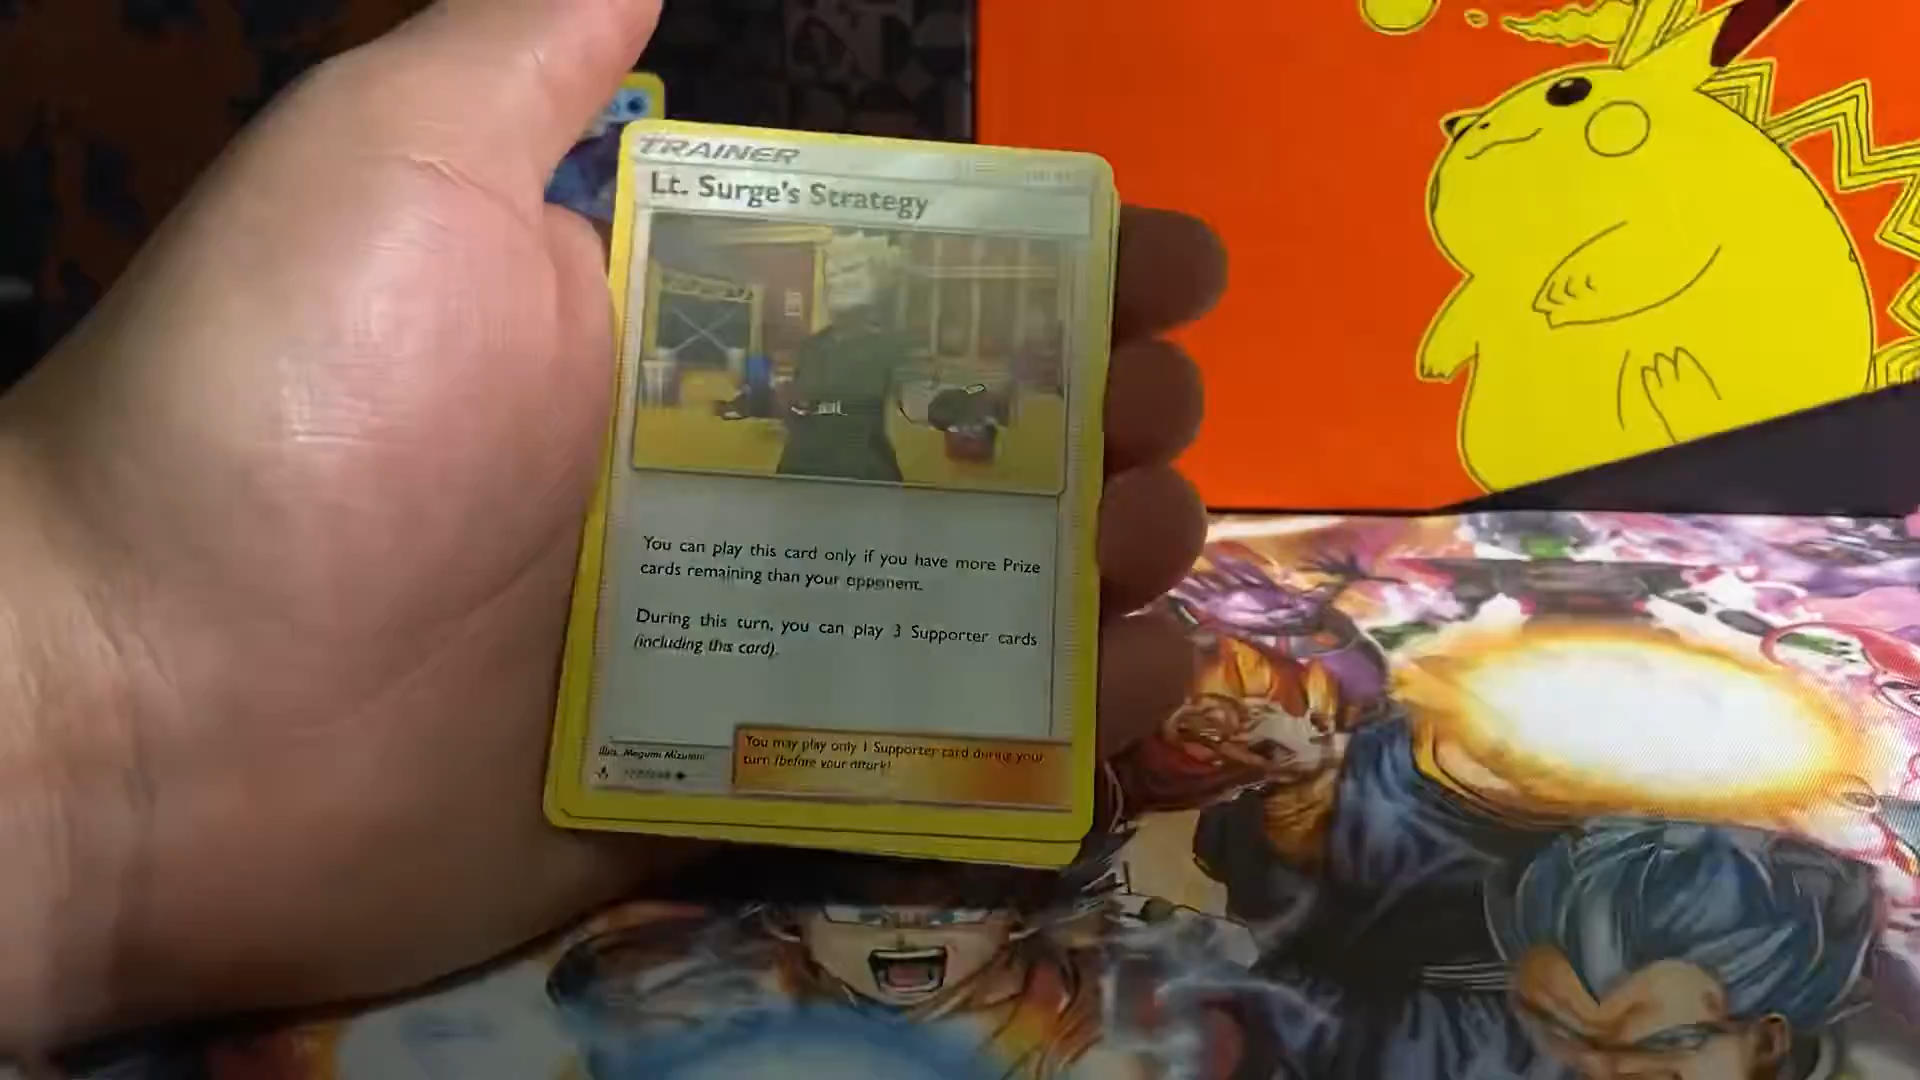 TRAINER
Lt. Surge's Strategy
You can play this card only if you have more Prize
cards remaining than your opponent.
During this turn, you can play 3 Supporter cards
(including this card).
You may play only 1 Supporter card during your
turn (before your attack).
Illus. Megumi Mizutani